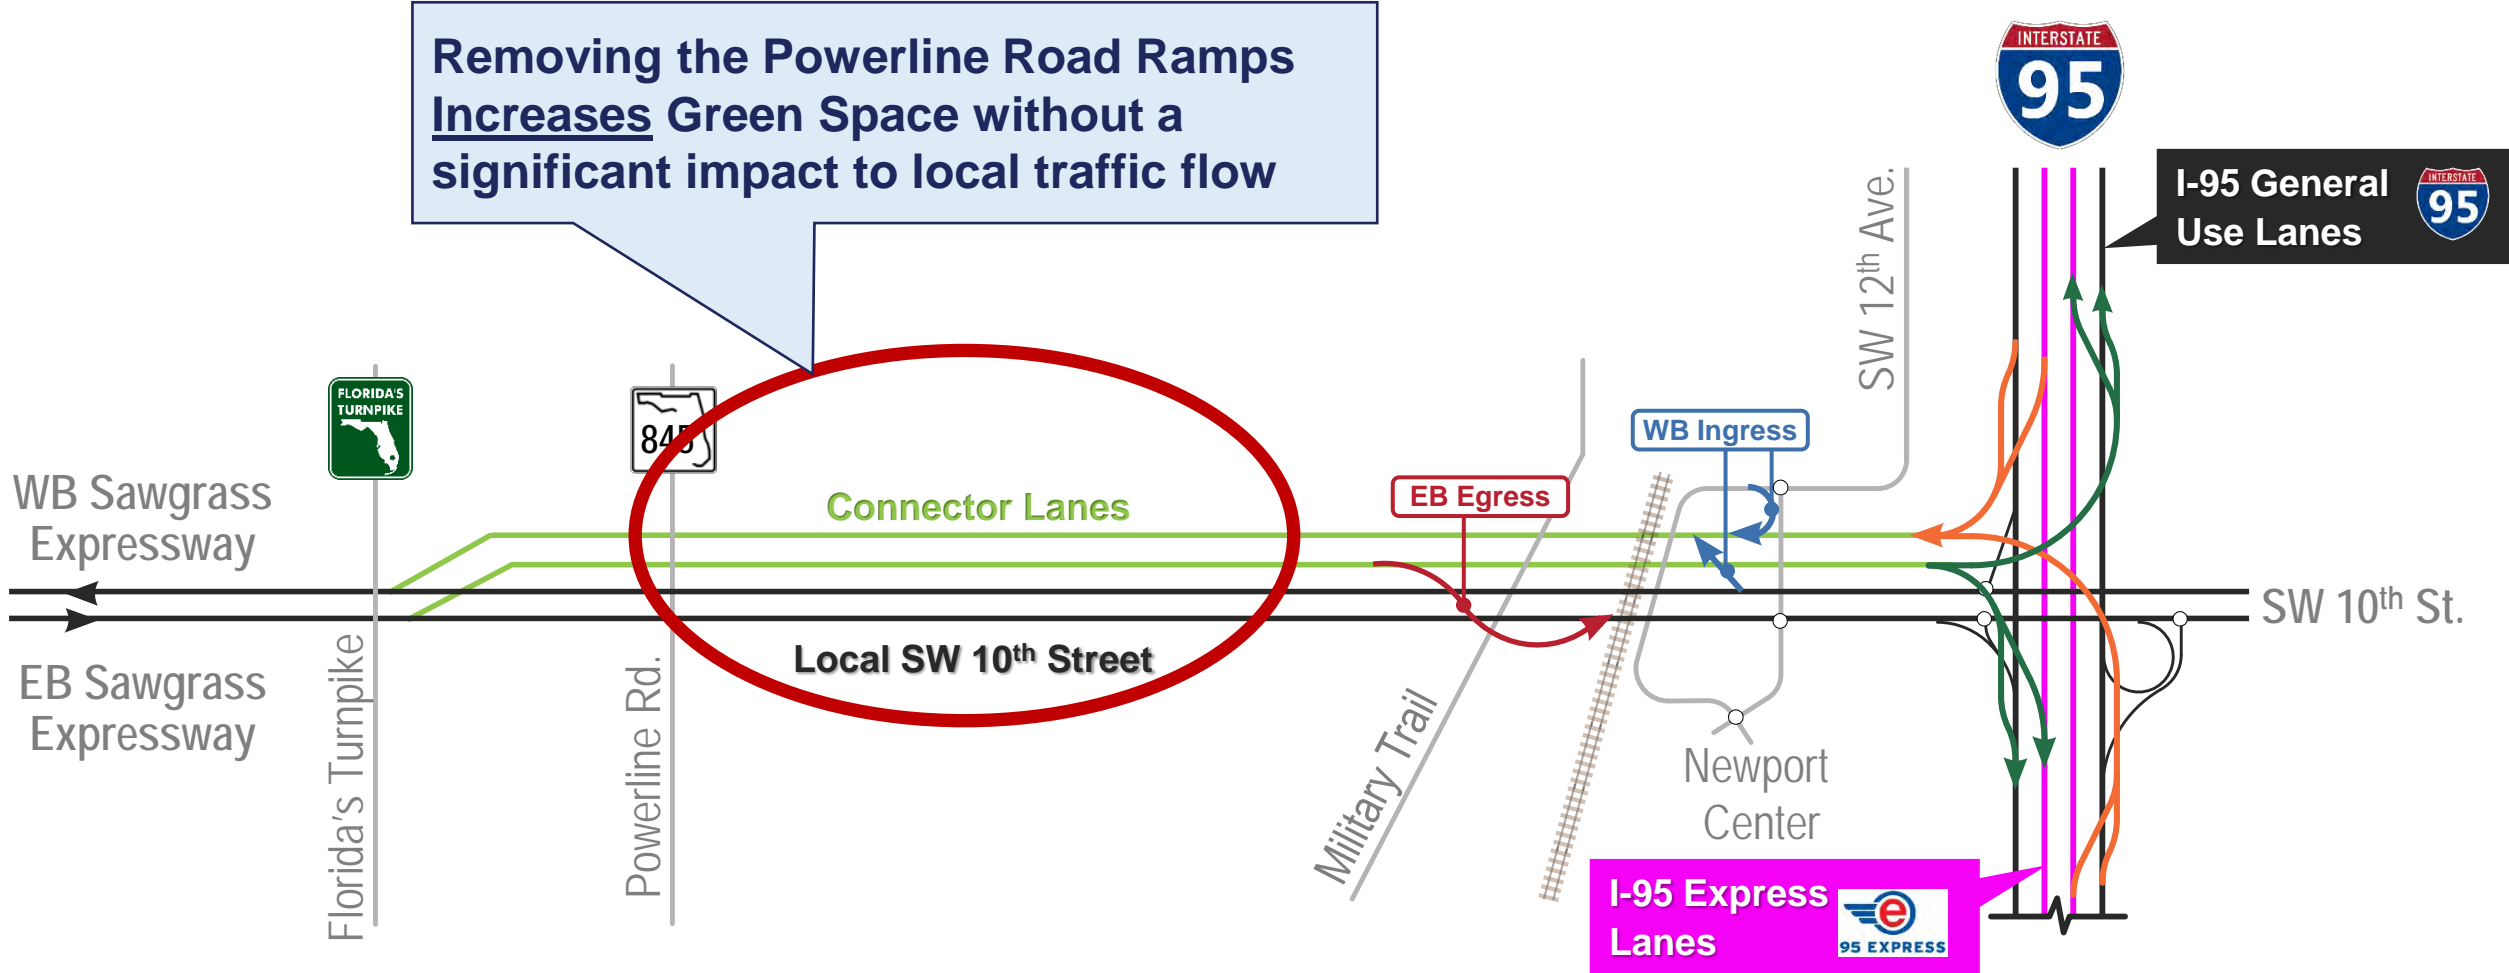 Removing the Powerline Road Ramps
Increases Green Space without a
significant impact to local traffic flow
INTERSTATE
95
I-95 General
Use Lanes
INTERSTATE
95
SW 12th Ave.
FLORIDA'S
TURNPIKE
845
WB Ingress
EB Egress
WB Sawgrass
Expressway
Connector Lanes
SW 10th St.
Local SW 10th Street
EB Sawgrass
Expressway
Florida's Turnpike
Powerline Rd.
Military Trail
Newport
Center
I-95 Express
Lanes
e
95 EXPRESS